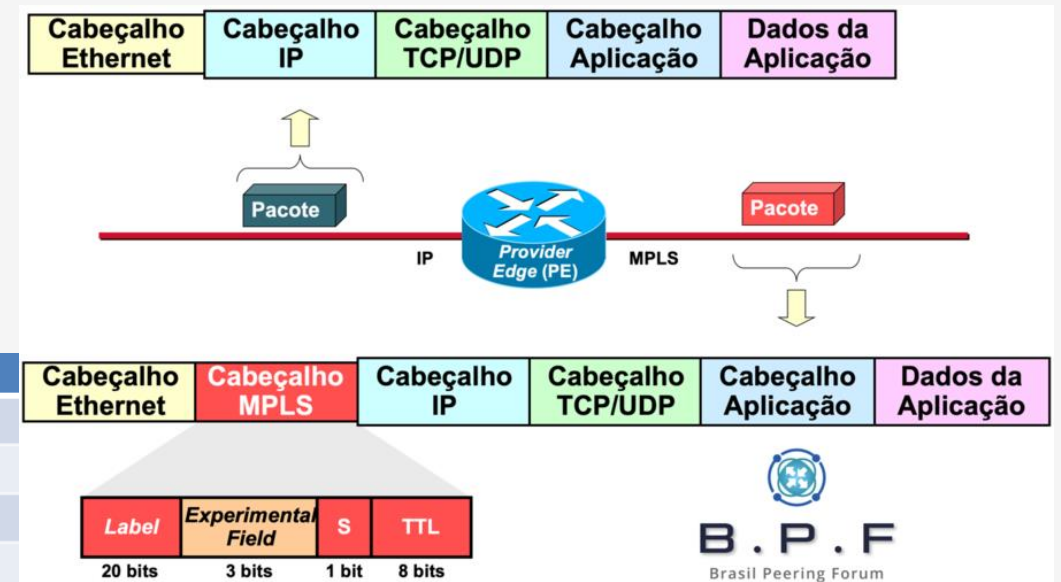 Cabeçalho Ethernet
Cabeçalho IP
Cabeçalho TCP/UDP
Cabeçalho Aplicação
Dados da Aplicação
Pacote
Pacote
IP
Provider Edge (PE)
MPLS
Cabeçalho Ethernet
Cabeçalho MPLS
Cabeçalho IP
Cabeçalho TCP/UDP
Cabeçalho Aplicação
Dados da Aplicação
Label
Experimental Field
S
TTL
20 bits
3 bits
1 bit
8 bits
B.P.F
Brasil Peering Forum